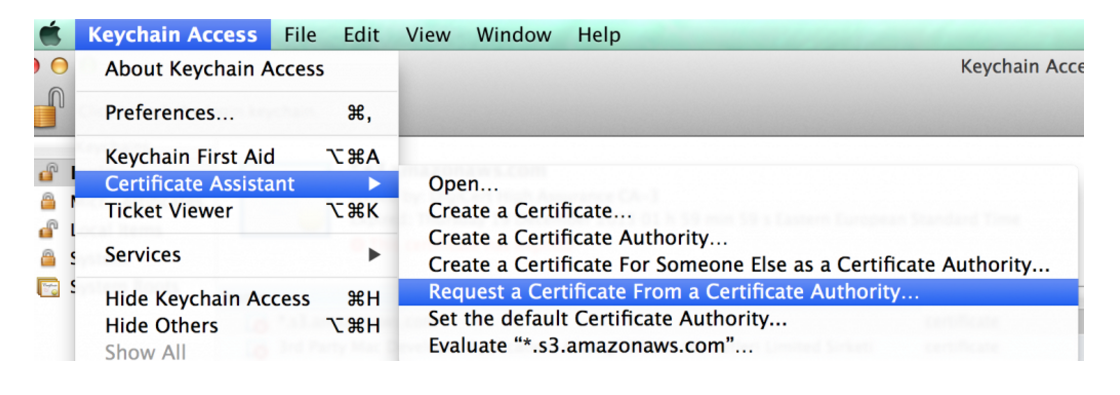 Keychain Access File Edit View Window Help
About Keychain Access
Keychain Acce
Preferences... ⌘,
Keychain First Aid ⌥⌘A
Certificate Assistant ▶
Ticket Viewer ⌥⌘K
Services ▶
Hide Keychain Access ⌘H
Hide Others ⌥⌘H
Show All
Open...
Create a Certificate...
Create a Certificate Authority...
Create a Certificate For Someone Else as a Certificate Authority...
Request a Certificate From a Certificate Authority...
Set the default Certificate Authority...
Evaluate “*.s3.amazonaws.com”...